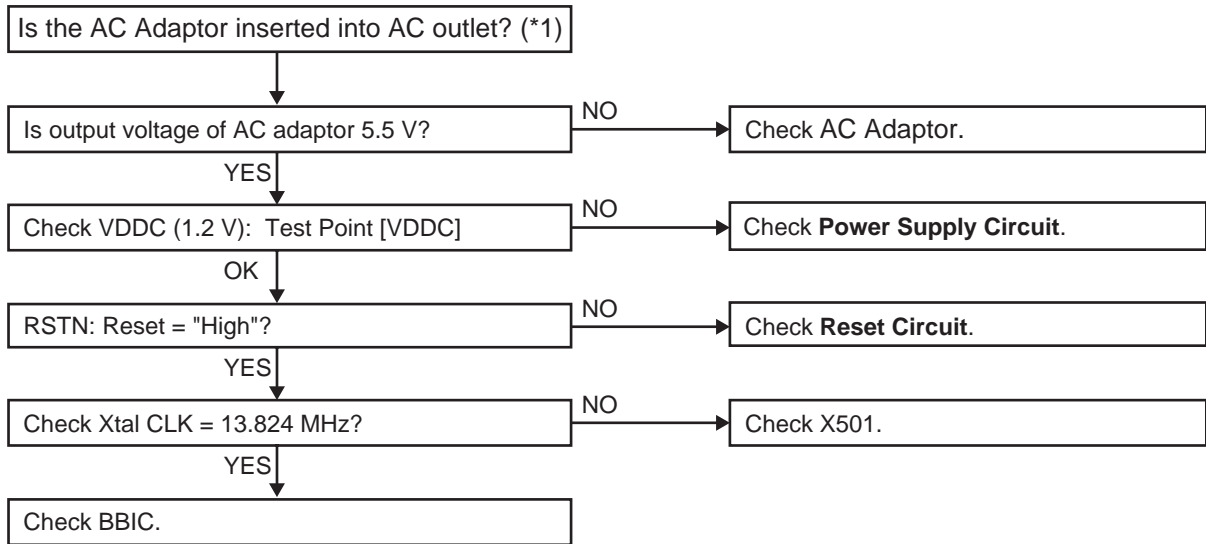 Is the AC Adaptor inserted into AC outlet? (*1)
Is output voltage of AC adaptor 5.5 V?
NO
Check AC Adaptor.
YES
Check VDDC (1.2 V): Test Point [VDDC]
NO
Check Power Supply Circuit.
OK
RSTN: Reset = "High"?
NO
Check Reset Circuit.
YES
Check Xtal CLK = 13.824 MHz?
NO
Check X501.
YES
Check BBIC.